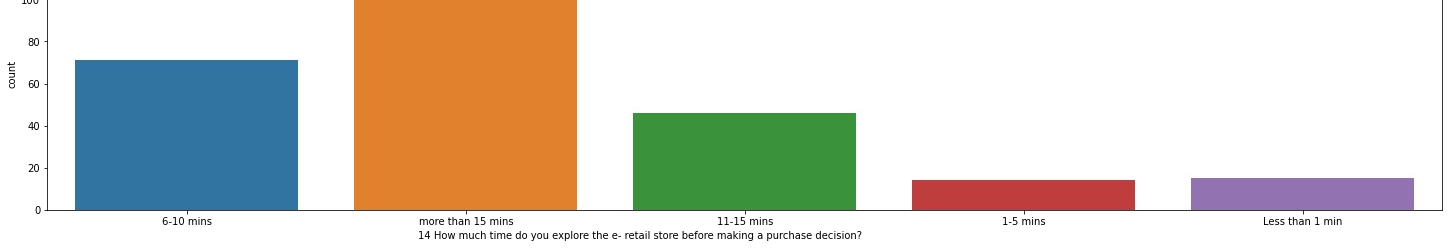 100
80
60
40
20
0
count
6-10 mins more than 15 mins 11-15 mins 1-5 mins Less than 1 min
14 How much time do you explore the e- retail store before making a purchase decision?